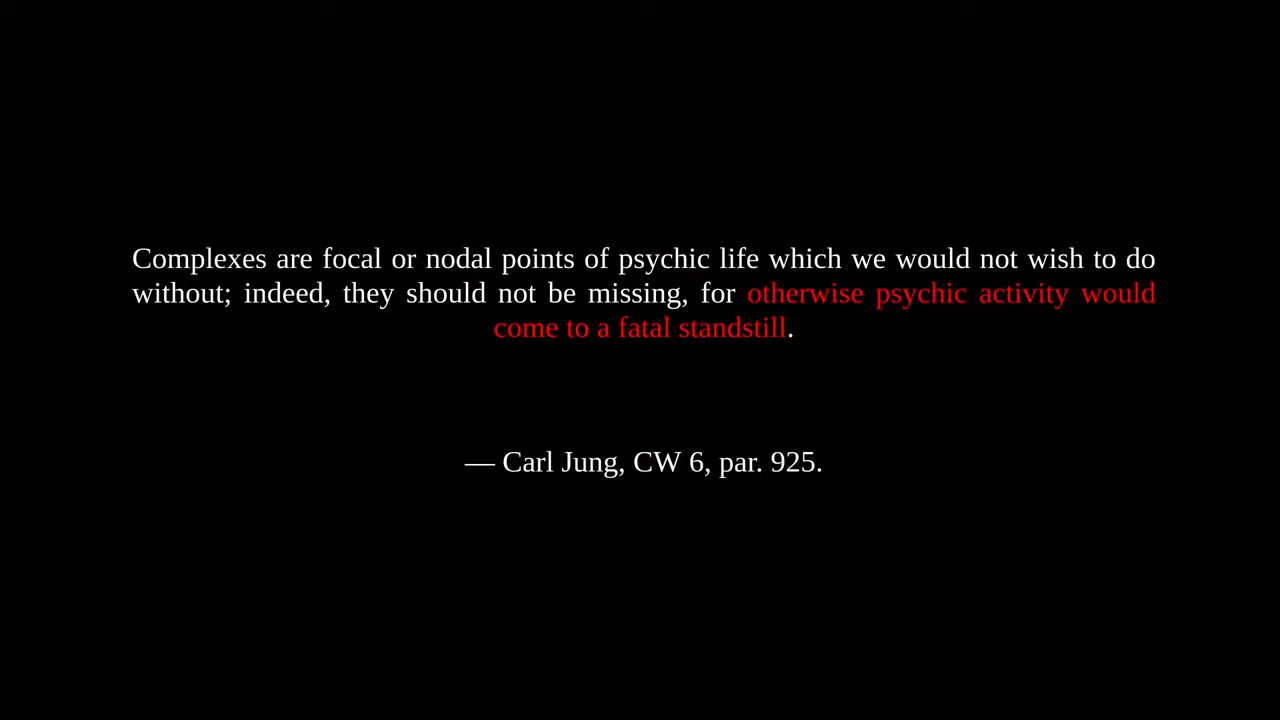 Complexes are focal or nodal points of psychic life which we would not wish to do
without; indeed, they should not be missing, for otherwise psychic activity would
come to a fatal standstill.
— Carl Jung, CW 6, par. 925.